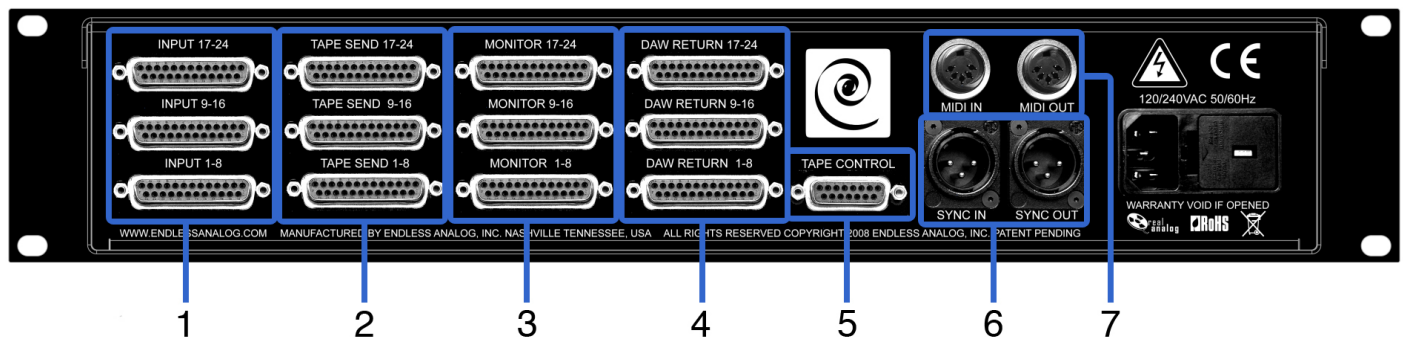 INPUT 17-24
INPUT 9-16
INPUT 1-8
TAPE SEND 17-24
TAPE SEND 9-16
TAPE SEND 1-8
MONITOR 17-24
MONITOR 9-16
MONITOR 1-8
DAW RETURN 17-24
DAW RETURN 9-16
DAW RETURN 1-8
TAPE CONTROL
MIDI IN MIDI OUT
SYNC IN SYNC OUT
CE
120/240VAC 50/60Hz
WARRANTY VOID IF OPENED
real analog
RoHS
WWW.ENDLESSANALOG.COM MANUFACTURED BY ENDLESS ANALOG, INC. NASHVILLE TENNESSEE, USA ALL RIGHTS RESERVED COPYRIGHT 2008 ENDLESS ANALOG, INC. PATENT PENDING
1 2 3 4 5 6 7